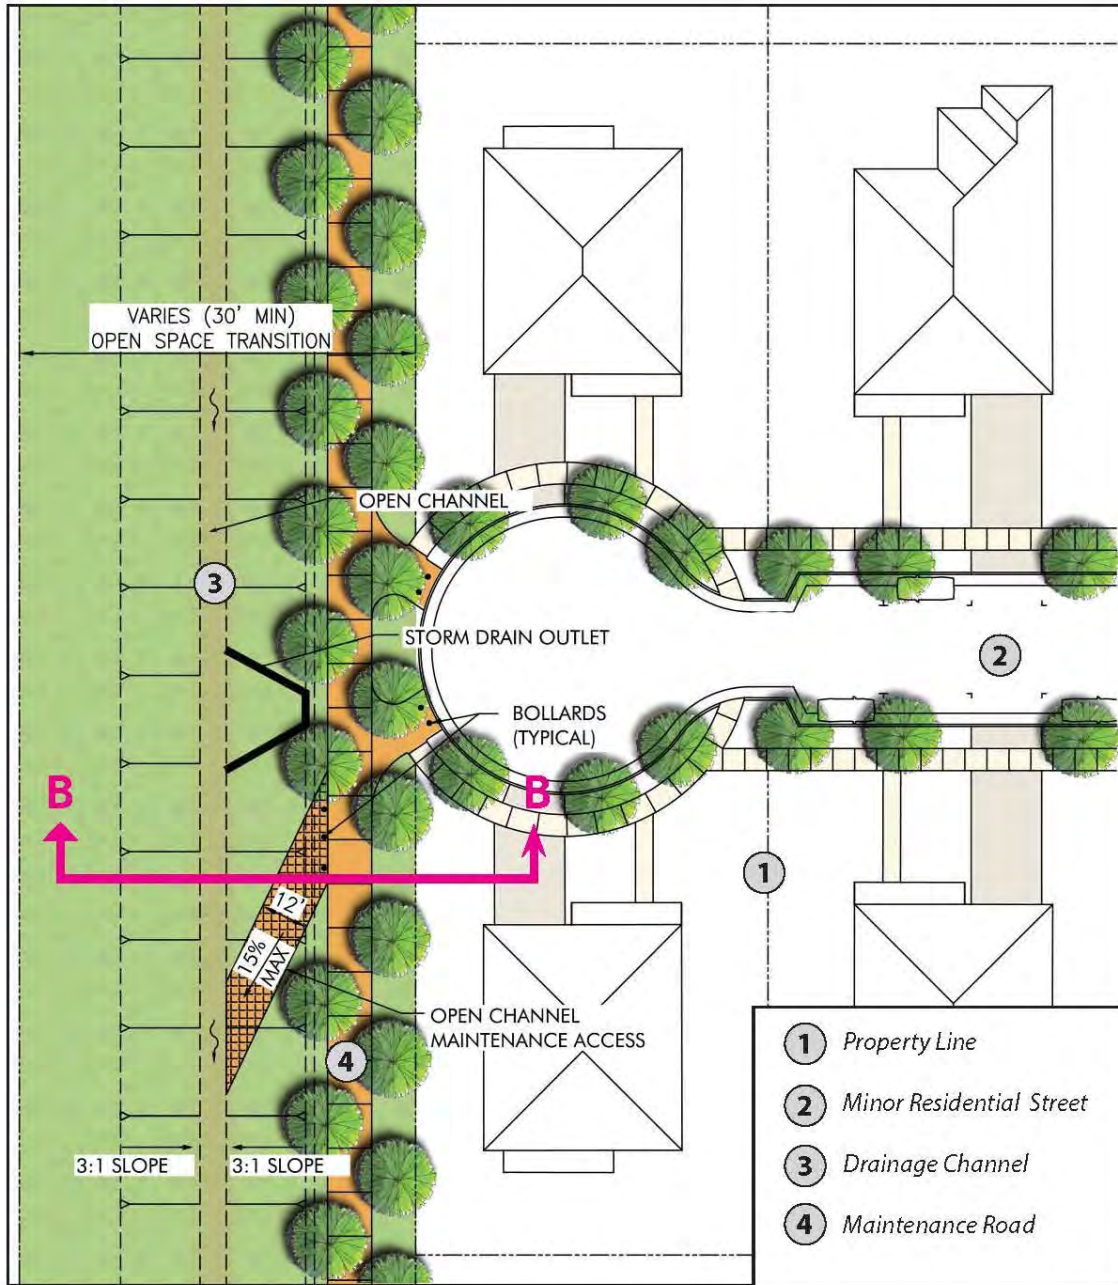 VARIES (30' MIN)
OPEN SPACE TRANSITION
OPEN CHANNEL
3
STORM DRAIN OUTLET
2
BOLLARDS
(TYPICAL)
B
B
1
12'
15%
MAX
OPEN CHANNEL
MAINTENANCE ACCESS
4
3:1 SLOPE
3:1 SLOPE
1 Property Line
2 Minor Residential Street
3 Drainage Channel
4 Maintenance Road